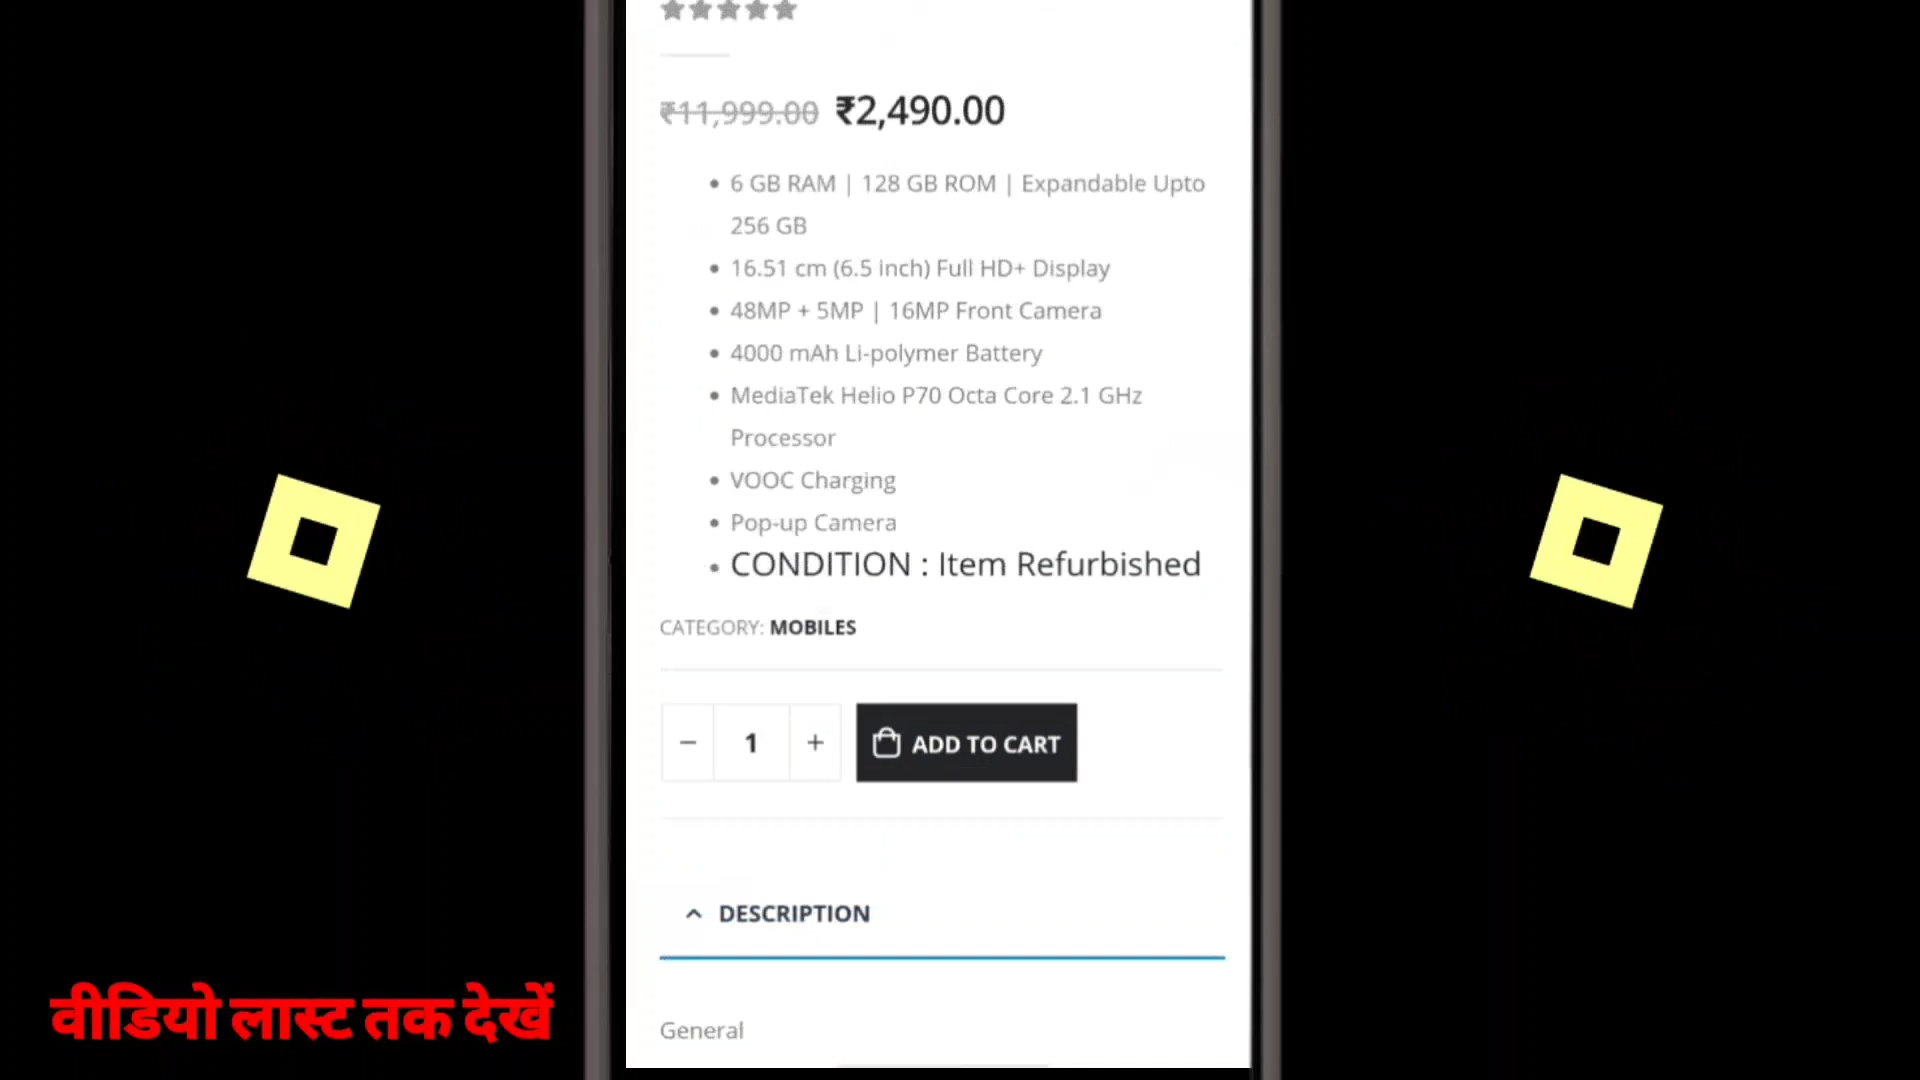 ₹11,999.00 ₹2,490.00
6 GB RAM | 128 GB ROM | Expandable Upto
256 GB
16.51 cm (6.5 inch) Full HD+ Display
48MP + 5MP | 16MP Front Camera
4000 mAh Li-polymer Battery
MediaTek Helio P70 Octa Core 2.1 GHz
Processor
VOOC Charging
Pop-up Camera
CONDITION : Item Refurbished
CATEGORY: MOBILES
− 1 + ADD TO CART
DESCRIPTION
General
वीडियो लास्ट तक देखें